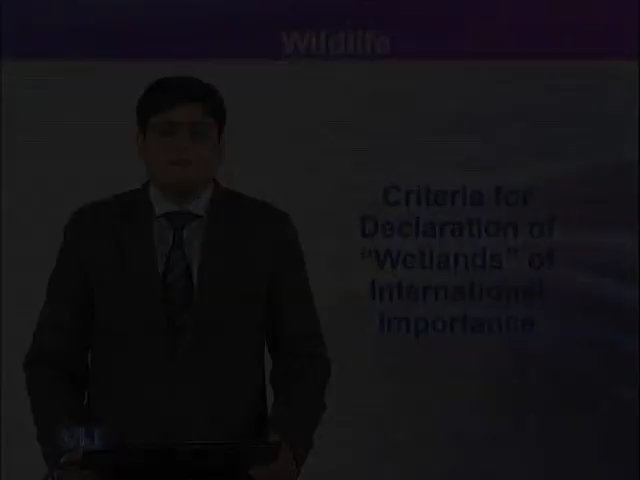 Wildlife
Criteria for
Declaration of
"Wetlands" of
International
Importance